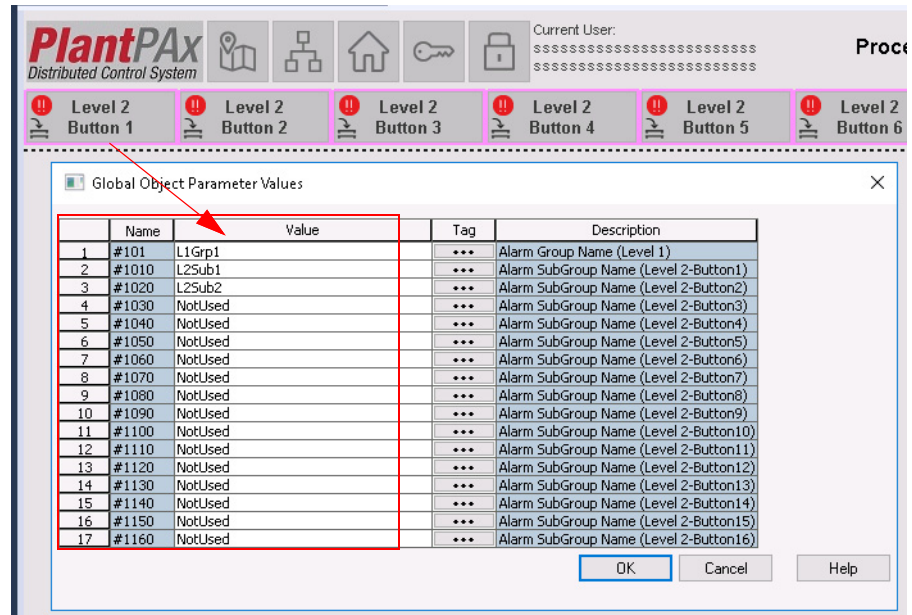 PlantPAx
Distributed Control System
Current User:
ssssssssssssssssssssssssss
ssssssssssssssssssssssssss
Proce
Level 2 Button 1
Level 2 Button 2
Level 2 Button 3
Level 2 Button 4
Level 2 Button 5
Level 2 Button 6
Global Object Parameter Values
Name Value Tag Description
1 #101 L1Grp1 ••• Alarm Group Name (Level 1)
2 #1010 L2Sub1 ••• Alarm SubGroup Name (Level 2-Button1)
3 #1020 L2Sub2 ••• Alarm SubGroup Name (Level 2-Button2)
4 #1030 NotUsed ••• Alarm SubGroup Name (Level 2-Button3)
5 #1040 NotUsed ••• Alarm SubGroup Name (Level 2-Button4)
6 #1050 NotUsed ••• Alarm SubGroup Name (Level 2-Button5)
7 #1060 NotUsed ••• Alarm SubGroup Name (Level 2-Button6)
8 #1070 NotUsed ••• Alarm SubGroup Name (Level 2-Button7)
9 #1080 NotUsed ••• Alarm SubGroup Name (Level 2-Button8)
10 #1090 NotUsed ••• Alarm SubGroup Name (Level 2-Button9)
11 #1100 NotUsed ••• Alarm SubGroup Name (Level 2-Button10)
12 #1110 NotUsed ••• Alarm SubGroup Name (Level 2-Button11)
13 #1120 NotUsed ••• Alarm SubGroup Name (Level 2-Button12)
14 #1130 NotUsed ••• Alarm SubGroup Name (Level 2-Button13)
15 #1140 NotUsed ••• Alarm SubGroup Name (Level 2-Button14)
16 #1150 NotUsed ••• Alarm SubGroup Name (Level 2-Button15)
17 #1160 NotUsed ••• Alarm SubGroup Name (Level 2-Button16)
OK Cancel Help